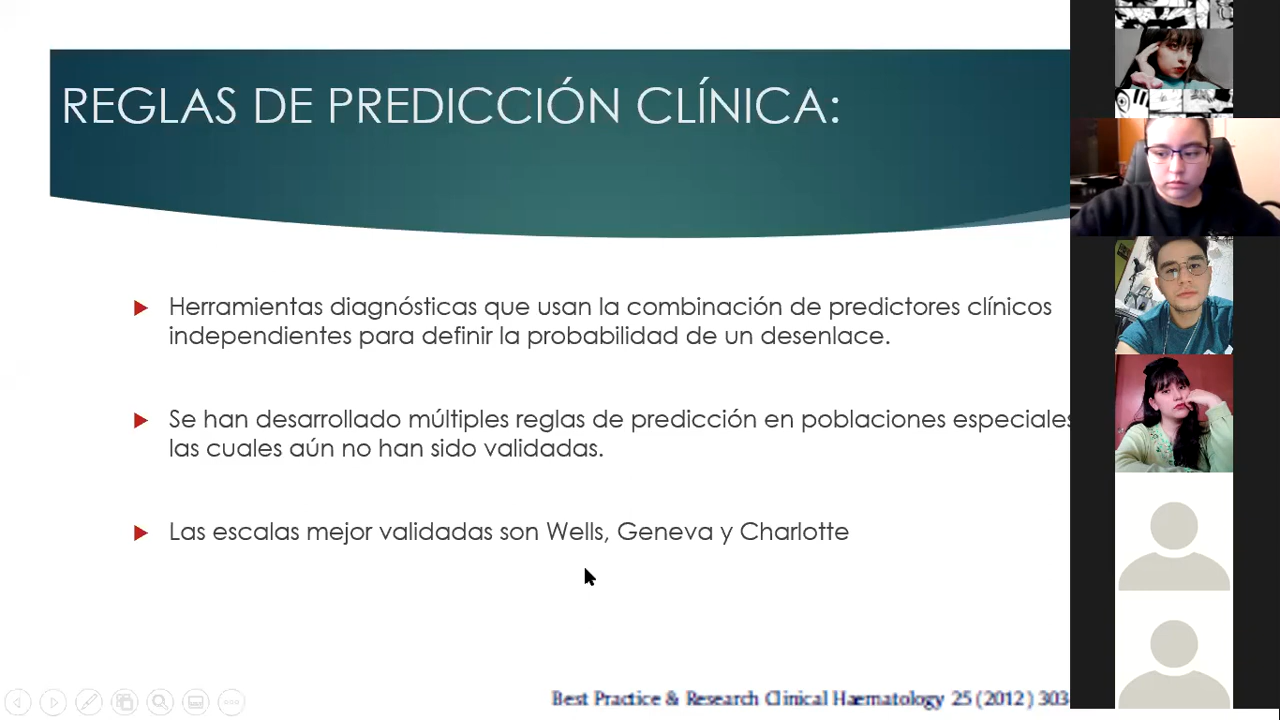 REGLAS DE PREDICCIÓN CLÍNICA:
Herramientas diagnósticas que usan la combinación de predictores clínicos
independientes para definir la probabilidad de un desenlace.
Se han desarrollado múltiples reglas de predicción en poblaciones especiales
las cuales aún no han sido validadas.
Las escalas mejor validadas son Wells, Geneva y Charlotte
Best Practice & Research Clinical Haematology 25 (2012) 303